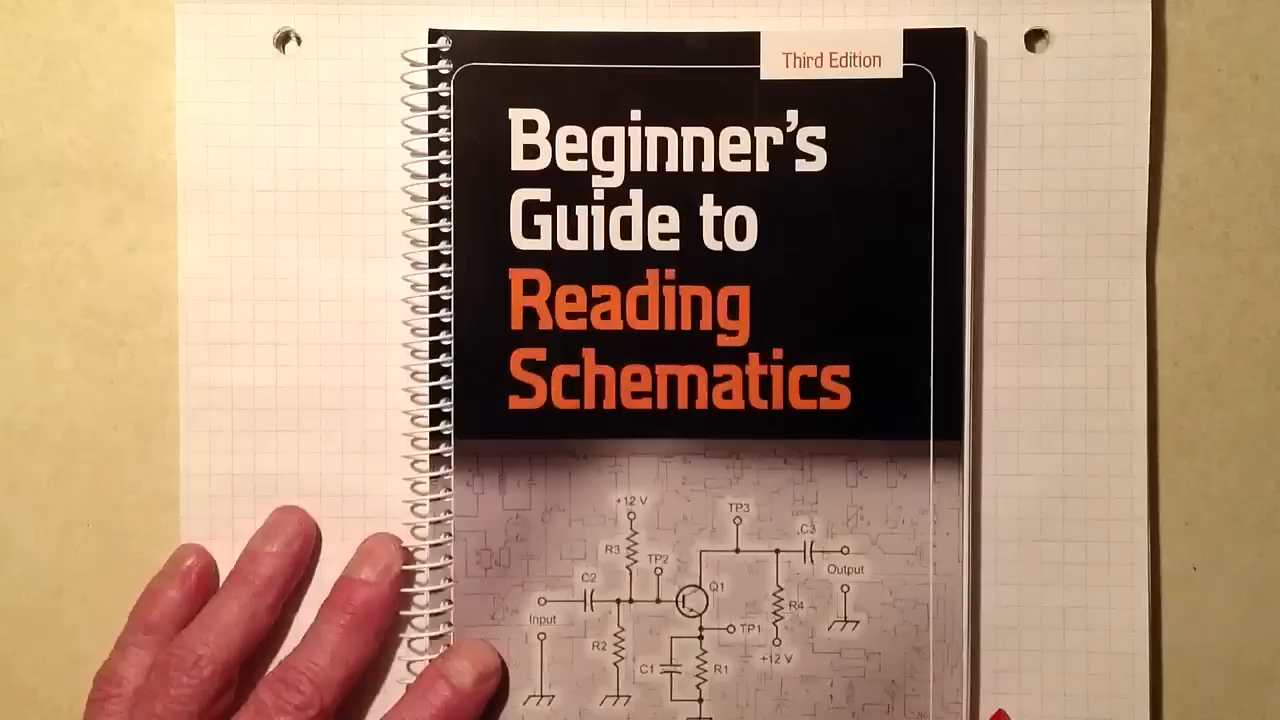 Third Edition
Beginner's
Guide to
Reading
Schematics
+12 V
TP3
R3
TP2
C3
Output
C2
Q1
Input
R4
R2
TP1
C1
R1
+12 V